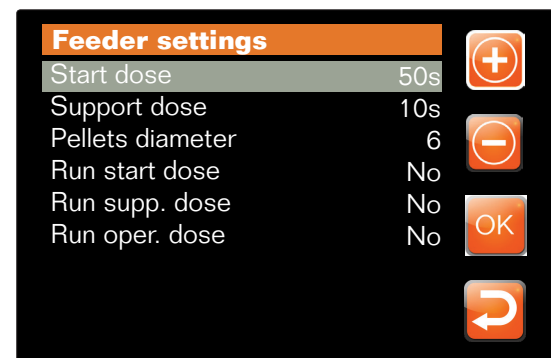 Feeder settings
Start dose 50s
Support dose 10s
Pellets diameter 6
Run start dose No
Run supp. dose No
Run oper. dose No
OK